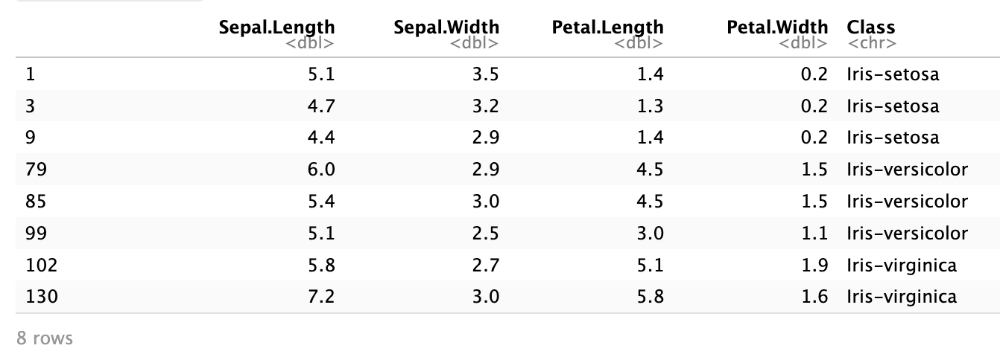 Sepal.Length Sepal.Width Petal.Length Petal.Width Class
<dbl> <dbl> <dbl> <dbl> <chr>
1 5.1 3.5 1.4 0.2 Iris-setosa
3 4.7 3.2 1.3 0.2 Iris-setosa
9 4.4 2.9 1.4 0.2 Iris-setosa
79 6.0 2.9 4.5 1.5 Iris-versicolor
85 5.4 3.0 4.5 1.5 Iris-versicolor
99 5.1 2.5 3.0 1.1 Iris-versicolor
102 5.8 2.7 5.1 1.9 Iris-virginica
130 7.2 3.0 5.8 1.6 Iris-virginica
8 rows